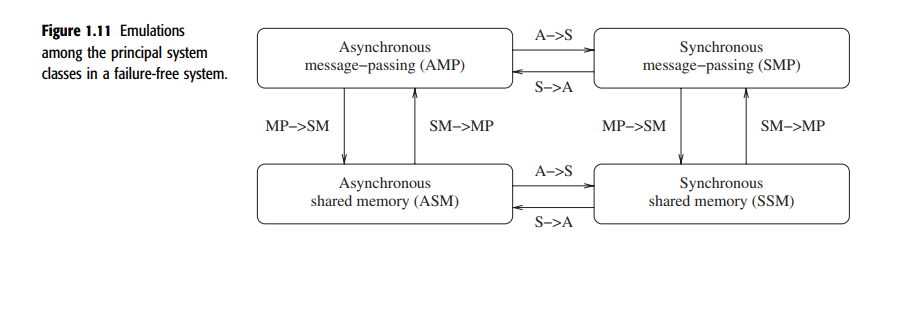 Figure 1.11 Emulations
among the principal system
classes in a failure-free system.
Asynchronous
message–passing (AMP)
A–>S
S–>A
Synchronous
message–passing (SMP)
MP–>SM
SM–>MP
MP–>SM
SM–>MP
Asynchronous
shared memory (ASM)
A–>S
S–>A
Synchronous
shared memory (SSM)